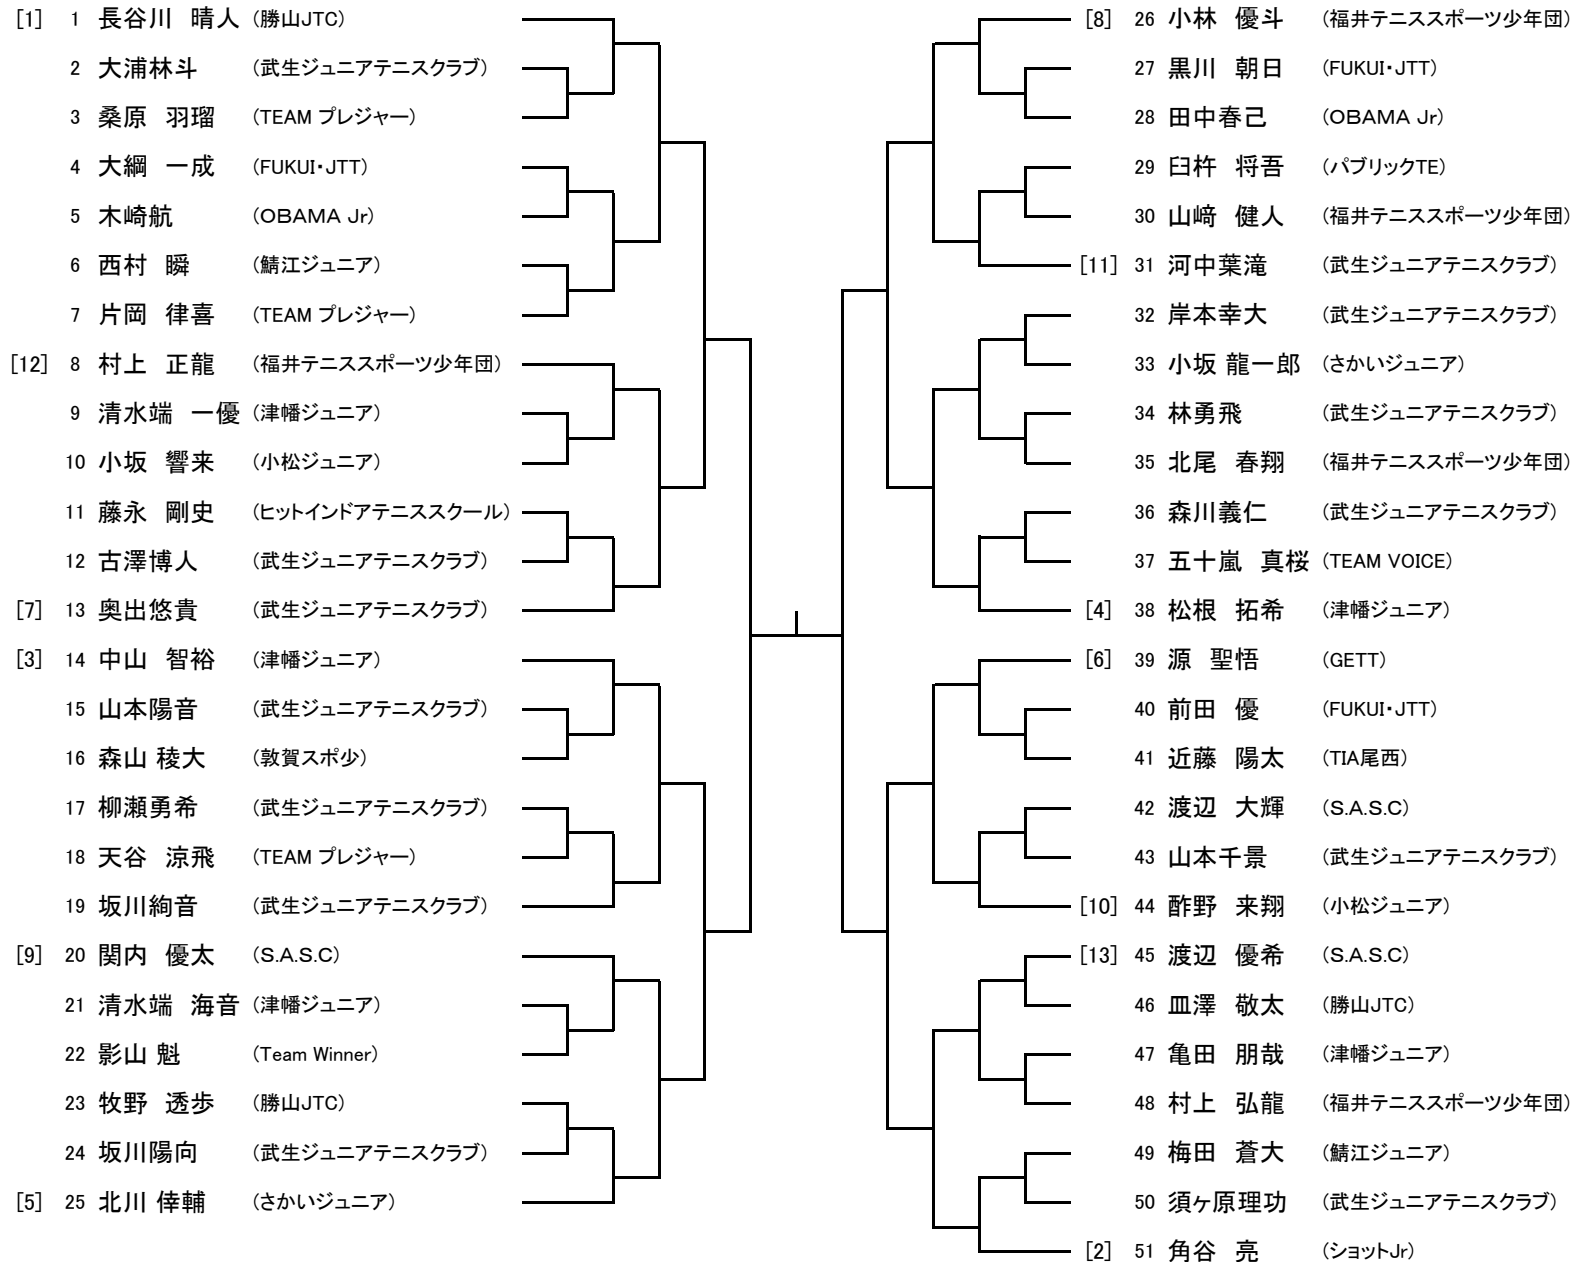 [1] 1 長谷川 晴人 (勝山JTC)
2 大浦林斗 (武生ジュニアテニスクラブ)
3 桑原 羽瑠 (TEAM プレジャー)
4 大綱 一成 (FUKUI・JTT)
5 木崎航 (OBAMA Jr)
6 西村 瞬 (鯖江ジュニア)
7 片岡 律喜 (TEAM プレジャー)
[12] 8 村上 正龍 (福井テニススポーツ少年団)
9 清水端 一優 (津幡ジュニア)
10 小坂 響来 (小松ジュニア)
11 藤永 剛史 (ヒットインドアテニススクール)
12 古澤博人 (武生ジュニアテニスクラブ)
[7] 13 奥出悠貴 (武生ジュニアテニスクラブ)
[3] 14 中山 智裕 (津幡ジュニア)
15 山本陽音 (武生ジュニアテニスクラブ)
16 森山 稜大 (敦賀スポ少)
17 柳瀬勇希 (武生ジュニアテニスクラブ)
18 天谷 涼飛 (TEAM プレジャー)
19 坂川絢音 (武生ジュニアテニスクラブ)
[9] 20 関内 優太 (S.A.S.C)
21 清水端 海音 (津幡ジュニア)
22 影山 魁 (Team Winner)
23 牧野 透歩 (勝山JTC)
24 坂川陽向 (武生ジュニアテニスクラブ)
[5] 25 北川 倖輔 (さかいジュニア)
[8] 26 小林 優斗 (福井テニススポーツ少年団)
27 黒川 朝日 (FUKUI・JTT)
28 田中春己 (OBAMA Jr)
29 臼杵 将吾 (パブリックTE)
30 山﨑 健人 (福井テニススポーツ少年団)
[11] 31 河中葉滝 (武生ジュニアテニスクラブ)
32 岸本幸大 (武生ジュニアテニスクラブ)
33 小坂 龍一郎 (さかいジュニア)
34 林勇飛 (武生ジュニアテニスクラブ)
35 北尾 春翔 (福井テニススポーツ少年団)
36 森川義仁 (武生ジュニアテニスクラブ)
37 五十嵐 真桜 (TEAM VOICE)
[4] 38 松根 拓希 (津幡ジュニア)
[6] 39 源 聖悟 (GETT)
40 前田 優 (FUKUI・JTT)
41 近藤 陽太 (TIA尾西)
42 渡辺 大輝 (S.A.S.C)
43 山本千景 (武生ジュニアテニスクラブ)
[10] 44 酢野 来翔 (小松ジュニア)
[13] 45 渡辺 優希 (S.A.S.C)
46 皿澤 敬太 (勝山JTC)
47 亀田 朋哉 (津幡ジュニア)
48 村上 弘龍 (福井テニススポーツ少年団)
49 梅田 蒼大 (鯖江ジュニア)
50 須ヶ原理功 (武生ジュニアテニスクラブ)
[2] 51 角谷 亮 (ショットJr)